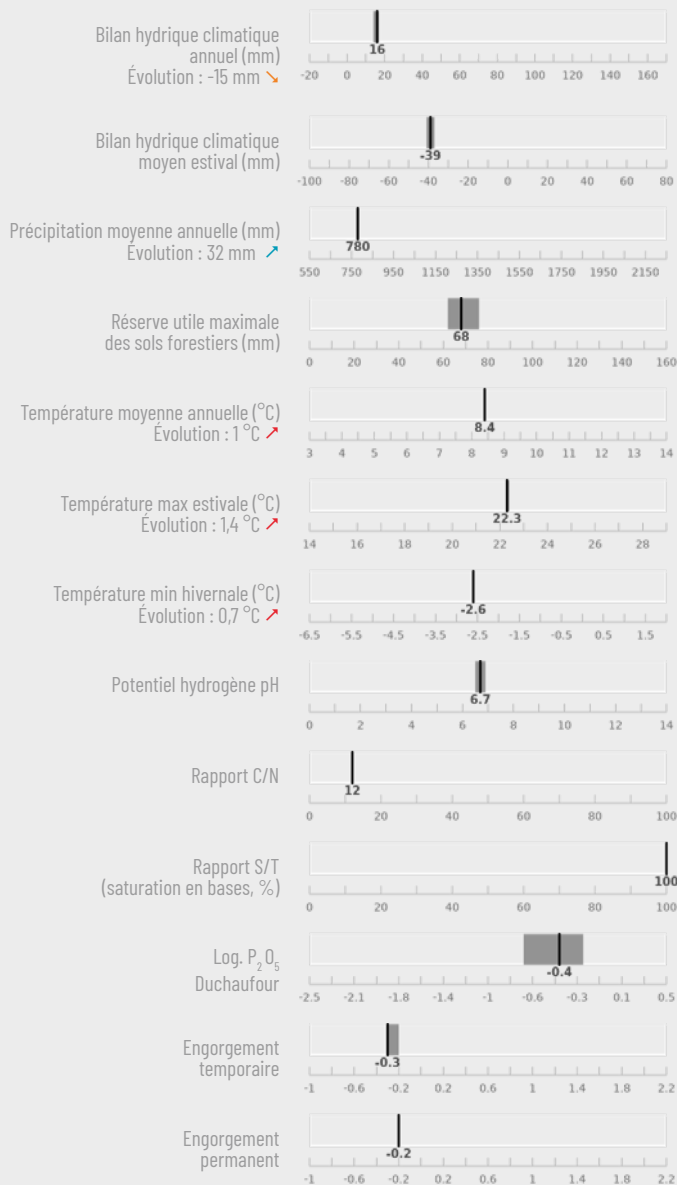 Bilan hydrique climatique
annuel (mm)
Évolution : -15 mm ↘
16
-20 0 20 40 60 80 100 120 140 160
Bilan hydrique climatique
moyen estival (mm)
-39
-100 -80 -60 -40 -20 0 20 40 60 80
Précipitation moyenne annuelle (mm)
Évolution : 32 mm ↗
780
550 750 950 1150 1350 1550 1750 1950 2150
Réserve utile maximale
des sols forestiers (mm)
68
0 20 40 60 80 100 120 140 160
Température moyenne annuelle (°C)
Évolution : 1 °C ↗
8.4
3 4 5 6 7 8 9 10 11 12 13 14
Température max estivale (°C)
Évolution : 1,4 °C ↗
22.3
14 16 18 20 22 24 26 28
Température min hivernale (°C)
Évolution : 0,7 °C ↗
-2.6
-6.5 -5.5 -4.5 -3.5 -2.5 -1.5 -0.5 0.5 1.5
Potentiel hydrogène pH
6.7
0 2 4 6 8 10 12 14
Rapport C/N
12
0 20 40 60 80 100
Rapport S/T
(saturation en bases, %)
100
0 20 40 60 80 100
Log. P₂ O₅
Duchaufour
-0.4
-2.5 -2.1 -1.8 -1.4 -1 -0.6 -0.3 0.1 0.5
Engorgement
temporaire
-0.3
-1 -0.6 -0.2 0.2 0.6 1 1.4 1.8 2.2
Engorgement
permanent
-0.2
-1 -0.6 -0.2 0.2 0.6 1 1.4 1.8 2.2